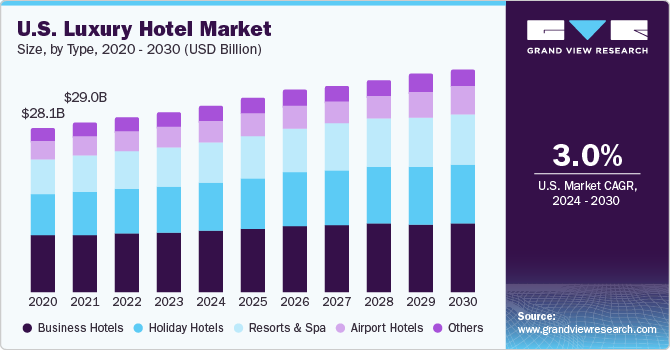 U.S. Luxury Hotel Market
Size, by Type, 2020 - 2030 (USD Billion)
$28.1B
$29.0B
2020 2021 2022 2023 2024 2025 2026 2027 2028 2029 2030
Business Hotels Holiday Hotels Resorts & Spa Airport Hotels Others
GRAND VIEW RESEARCH
3.0%
U.S. Market CAGR,
2024 - 2030
Source:
www.grandviewresearch.com